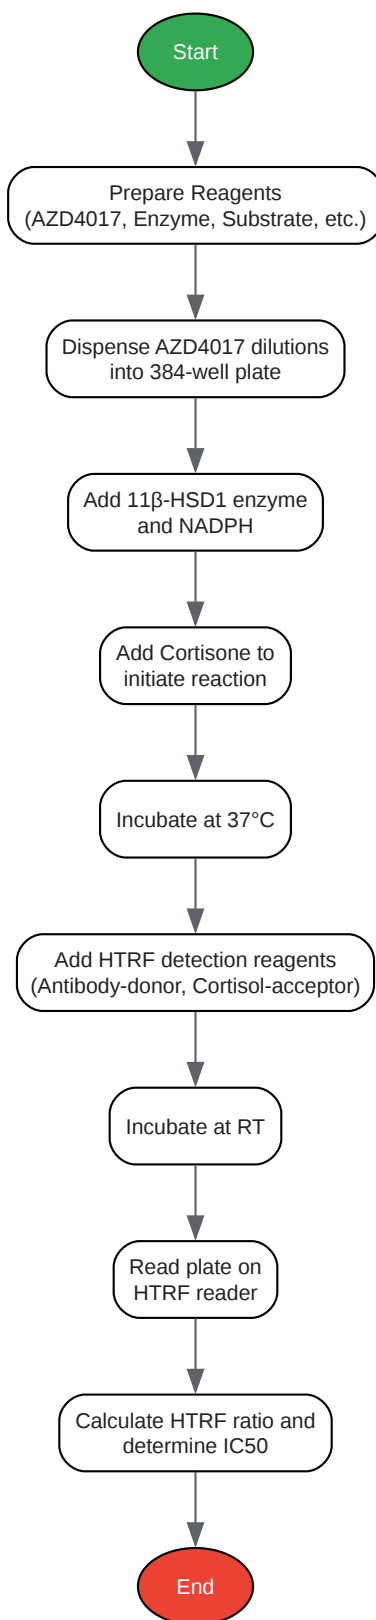 Start
Prepare Reagents
(AZD4017, Enzyme, Substrate, etc.)
Dispense AZD4017 dilutions
into 384-well plate
Add 11β-HSD1 enzyme
and NADPH
Add Cortisone to
initiate reaction
Incubate at 37°C
Add HTRF detection reagents
(Antibody-donor, Cortisol-acceptor)
Incubate at RT
Read plate on
HTRF reader
Calculate HTRF ratio and
determine IC50
End